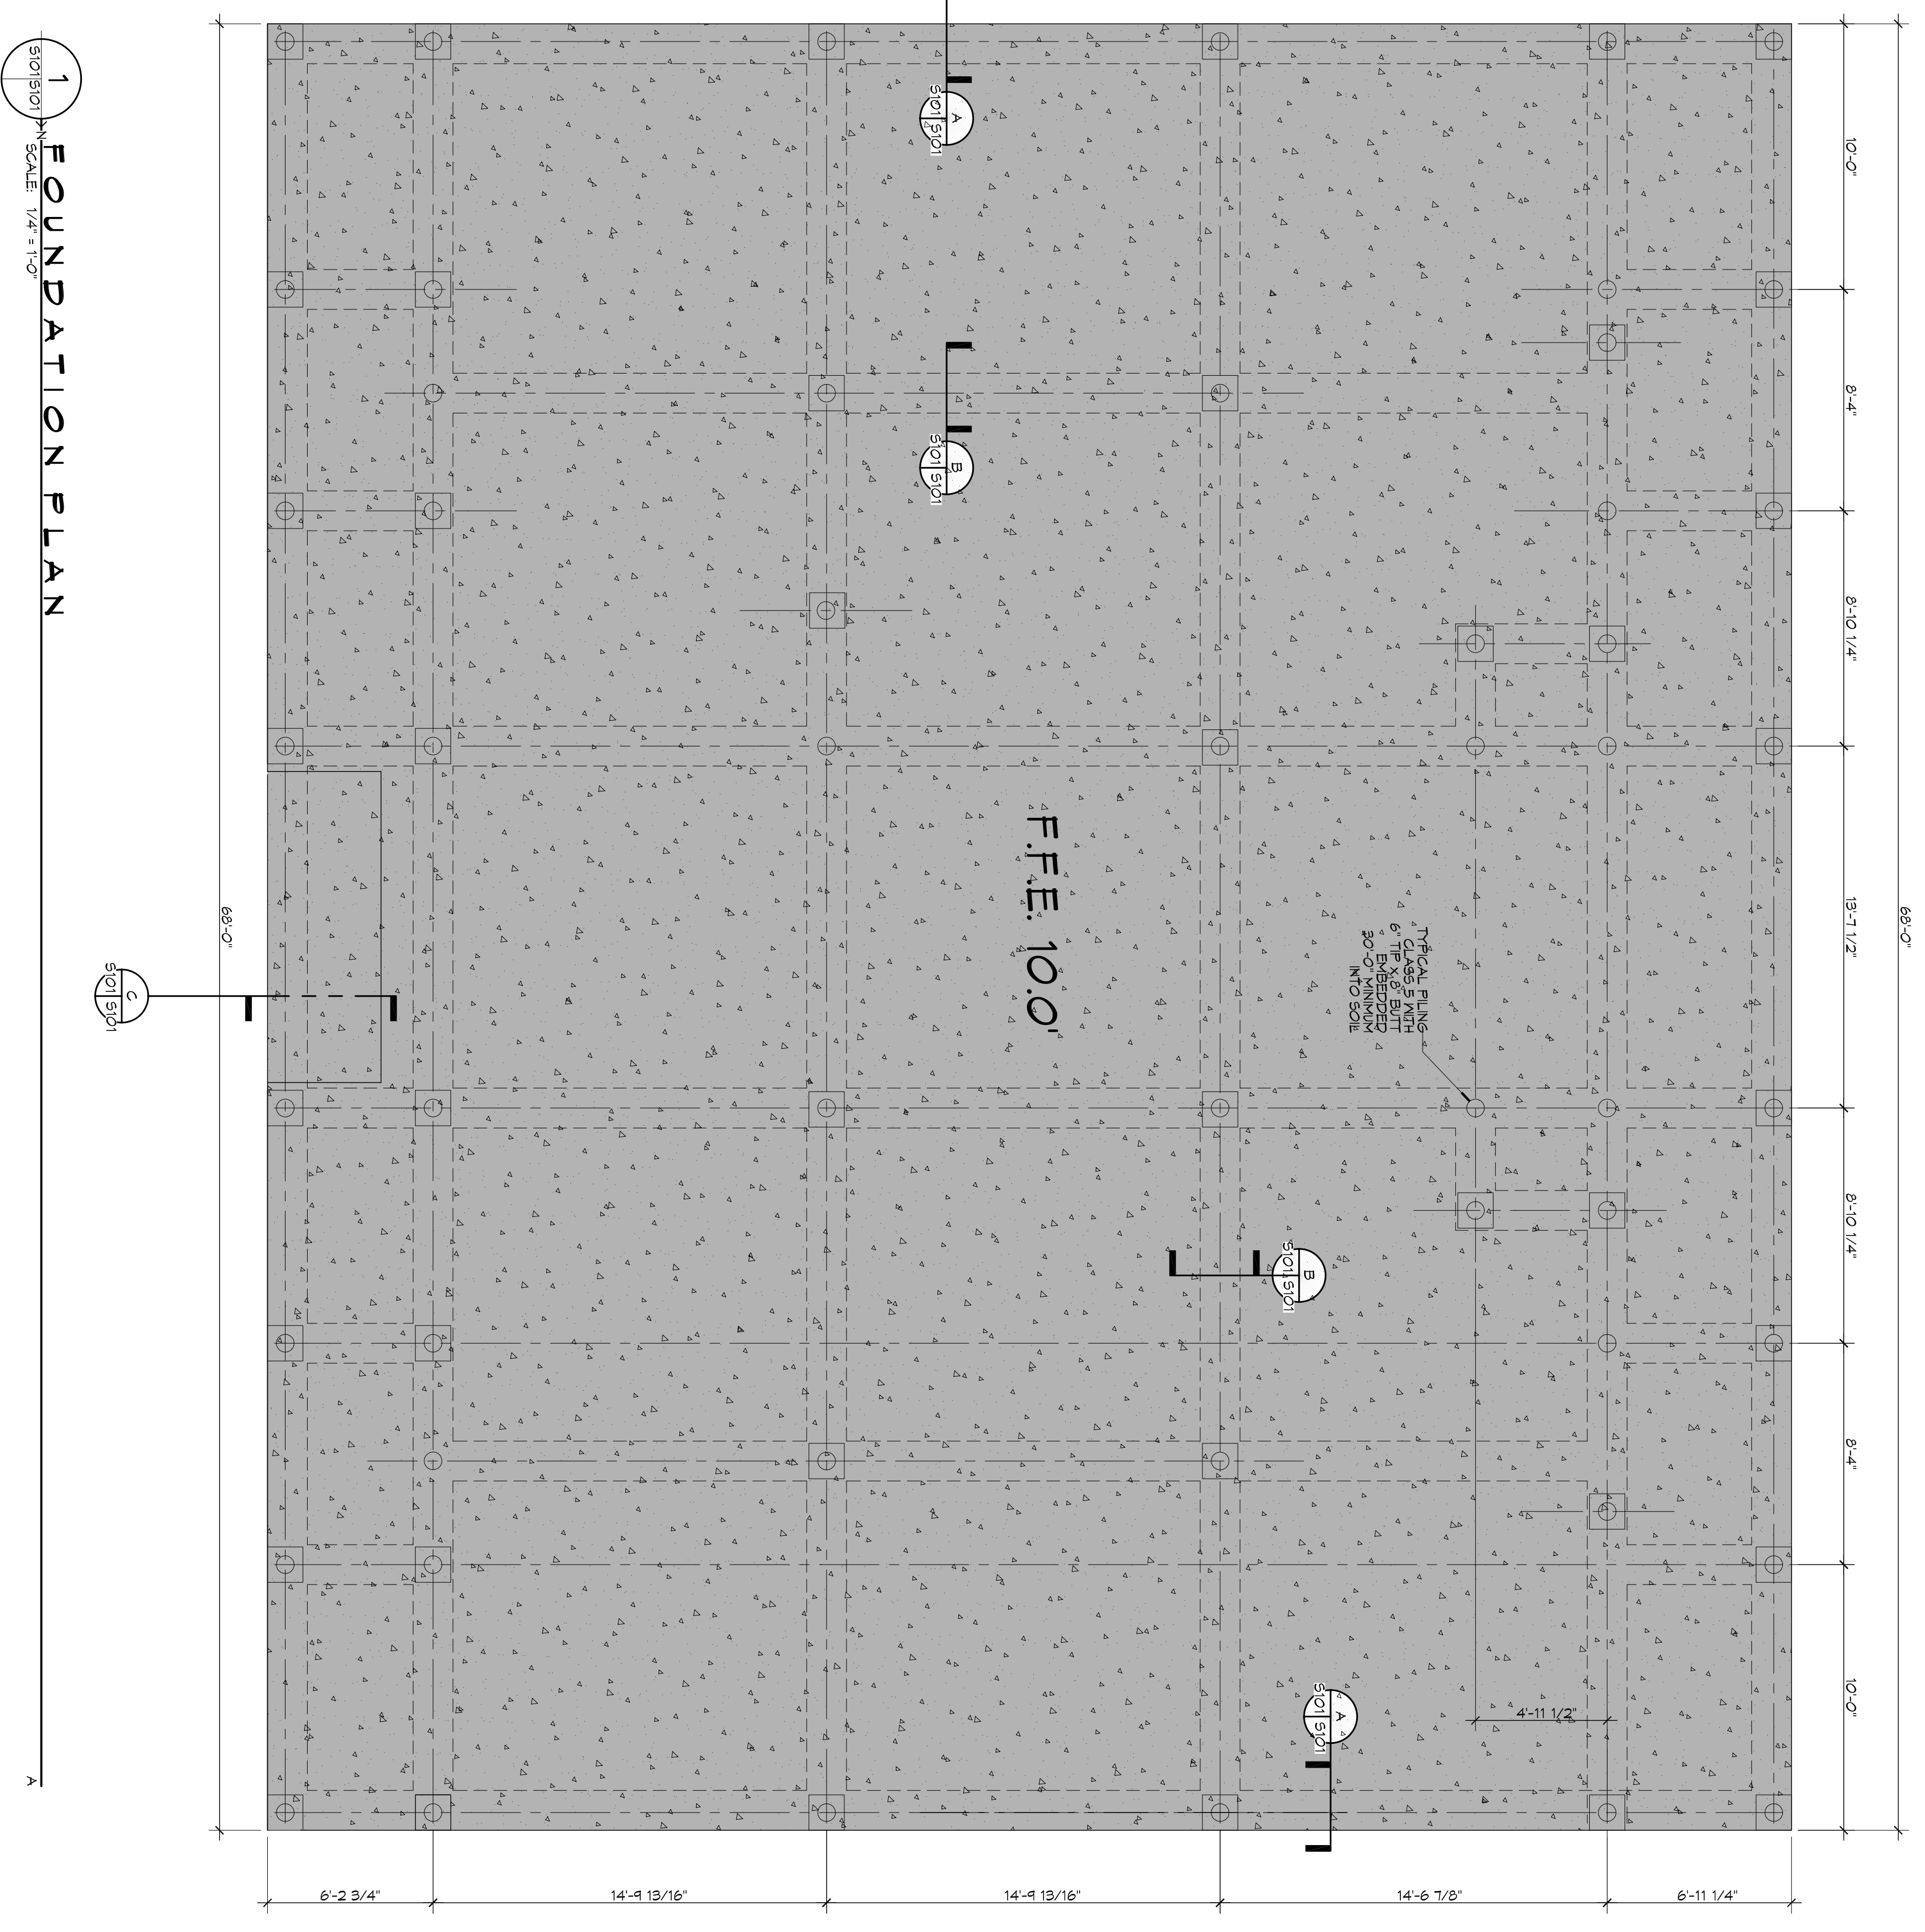 68'-0"
10'-0"
8'-4"
8'-10 1/4"
13'-7 1/2"
8'-10 1/4"
8'-4"
10'-0"
4'-11 1/2"
TYPICAL PILING
CLASS 5 WITH
6" TIP X 8" BUTT
EMBEDDED
30'-0" MINIMUM
INTO SOIL
A
S101 S101
B
S101 S101
F.F.E. 10.0'
B
S101 S101
A
S101 S101
6'-2 3/4"
14'-9 13/16"
14'-9 13/16"
14'-6 7/8"
6'-11 1/4"
68'-0"
C
S101 S101
1
S101 S101
N
FOUNDATION PLAN
SCALE: 1/4" = 1'-0"
A